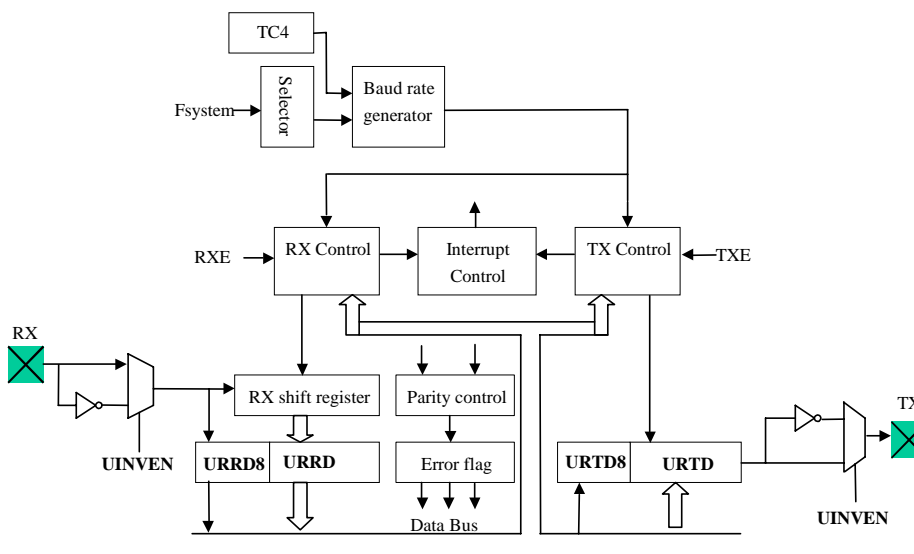 TC4
Fsystem
Selector
Baud rate
generator
RXE
RX Control
Interrupt
Control
TX Control
TXE
RX
RX shift register
Parity control
TX
UINVEN
URRD8
URRD
Error flag
URTD8
URTD
Data Bus
UINVEN